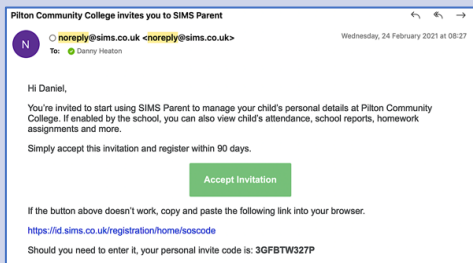 Pilton Community College invites you to SIMS Parent
N
noreply@sims.co.uk <noreply@sims.co.uk>
Wednesday, 24 February 2021 at 08:27
To: Danny Heaton
Hi Daniel,
You're invited to start using SIMS Parent to manage your child's personal details at Pilton Community
College. If enabled by the school, you can also view child's attendance, school reports, homework
assignments and more.
Simply accept this invitation and register within 90 days.
Accept Invitation
If the button above doesn't work, copy and paste the following link into your browser.
https://id.sims.co.uk/registration/home/soscode
Should you need to enter it, your personal invite code is: 3GFBTW327P